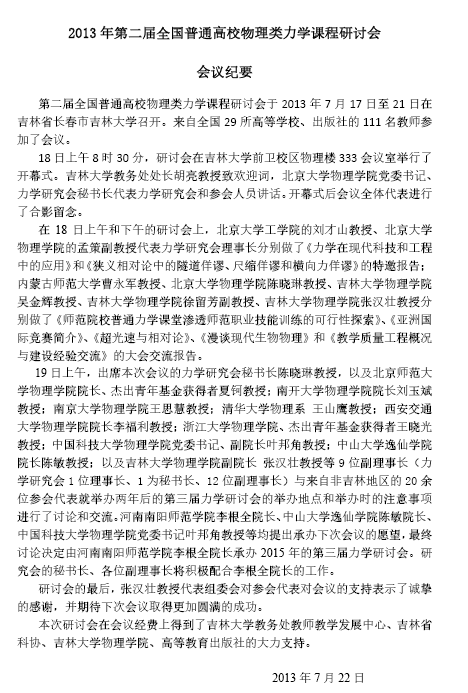 2013 年第二届全国普通高校物理类力学课程研讨会
会议纪要
第二届全国普通高校物理类力学课程研讨会于 2013 年 7 月 17 日至 21 日在
吉林省长春市吉林大学召开。来自全国 29 所高等学校、出版社的 111 名教师参
加了会议。
18 日上午 8 时 30 分，研讨会在吉林大学前卫校区物理楼 333 会议室举行了
开幕式。吉林大学教务处处长胡亮教授致欢迎词，北京大学物理学院党委书记、
力学研究会秘书长代表力学研究会和参会人员讲话。开幕式后会议全体代表进行
了合影留念。
在 18 日上午和下午的研讨会上，北京大学工学院的刘才山教授、北京大学
物理学院的孟策副教授代表力学研究会理事长分别做了《力学在现代科技和工程
中的应用》和《狭义相对论中的隧道佯谬、尺缩佯谬和横向力佯谬》的特邀报告；
内蒙古师范大学曹永军教授、北京大学物理学院陈晓琳教授、吉林大学物理学院
吴金辉教授、吉林大学物理学院徐留芳副教授、吉林大学物理学院张汉壮教授分
别做了《师范院校普通力学课堂渗透师范职业技能训练的可行性探索》、《亚洲国
际竞赛简介》、《超光速与相对论》、《漫谈现代生物物理》和《教学质量工程概况
与建设经验交流》的大会交流报告。
19 日上午，出席本次会议的力学研究会秘书长陈晓琳教授，以及北京师范大
学物理学院院长、杰出青年基金获得者夏钶教授；南开大学物理学院院长刘玉斌
教授；南京大学物理学院王思慧教授；清华大学物理系 王山鹰教授；西安交通
大学物理学院院长李福利教授；浙江大学物理学院、杰出青年基金获得者王晓光
教授；中国科技大学物理学院党委书记、副院长叶邦角教授；中山大学逸仙学院
院长陈敏教授；以及吉林大学物理学院副院长 张汉壮教授等 9 位副理事长（力
学研究会 1 位理事长、1 为秘书长、12 位副理事长）与来自非吉林地区的 20 余
位参会代表就举办两年后的第三届力学研讨会的举办地点和举办时的注意事项
进行了讨论和交流。河南南阳师范学院李根全院长、中山大学逸仙学院陈敏院长、
中国科技大学物理学院党委书记叶邦角教授等均提出承办下次会议的愿望，最终
讨论决定由河南南阳师范学院李根全院长承办 2015 年的第三届力学研讨会。研
究会的秘书长、各位副理事长将积极配合李根全院长的工作。
研讨会的最后，张汉壮教授代表组委会对参会代表对会议的支持表示了诚挚
的感谢，并期待下次会议取得更加圆满的成功。
本次研讨会在会议经费上得到了吉林大学教务处教师教学发展中心、吉林省
科协、吉林大学物理学院、高等教育出版社的大力支持。
2013 年 7 月 22 日